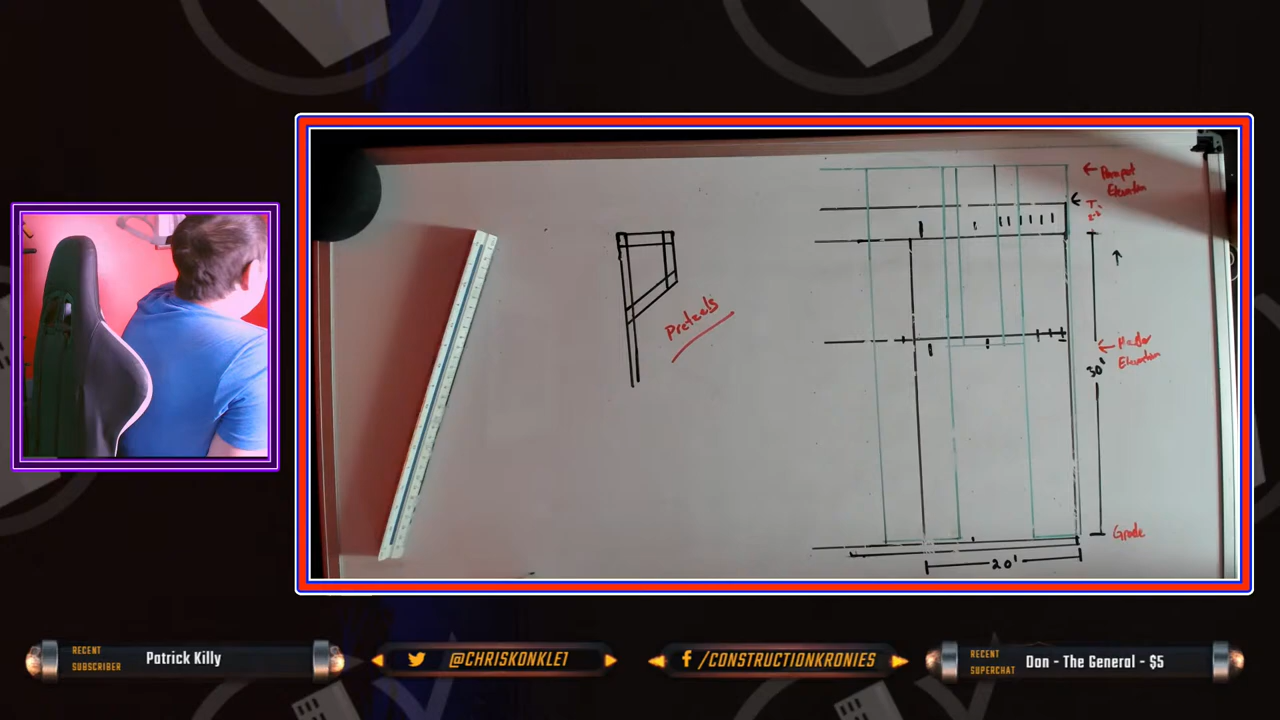 Parapet
Elevation
Pretzels
Master
Elevation
30'
Grade
20'
RECENT
SUBSCRIBER
Patrick Killy
@CHRISKONKLE1
/CONSTRUCTIONKRONIES
RECENT
SUPERCHAT
Don - The General - $5